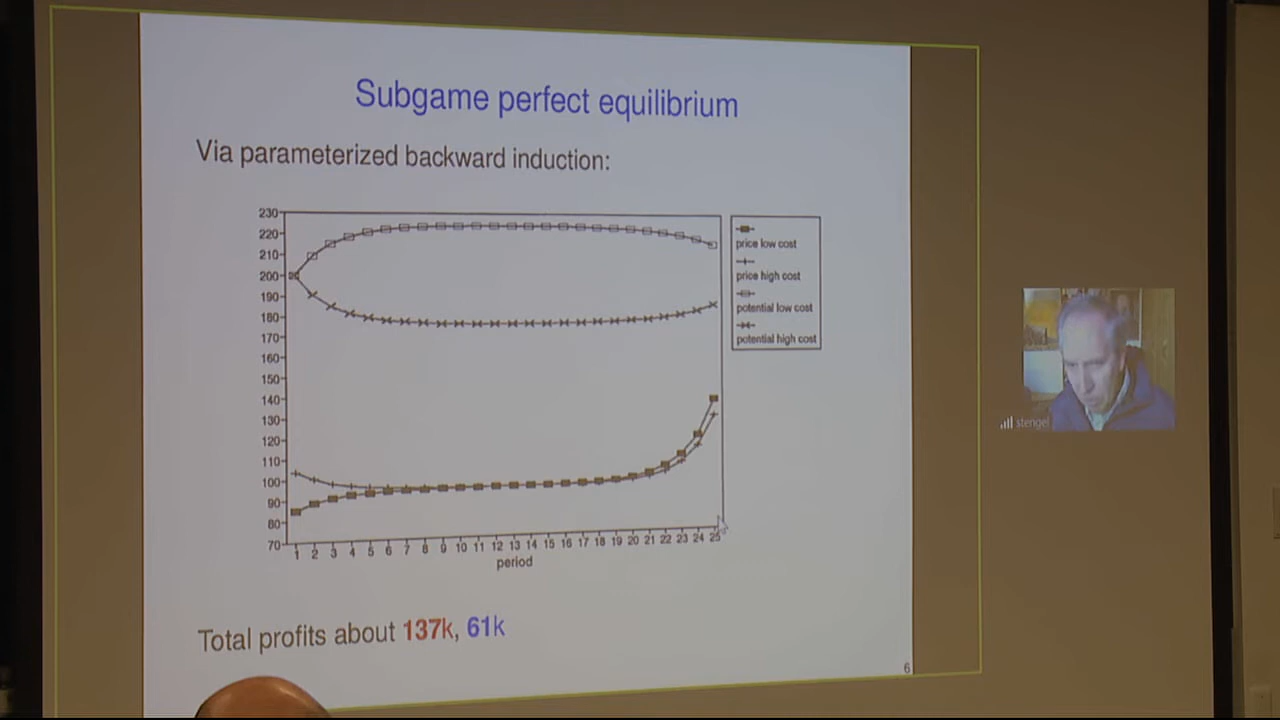 Subgame perfect equilibrium
Via parameterized backward induction:
230
220
210
200
190
180
170
160
150
140
130
120
110
100
90
80
70
1 2 3 4 5 6 7 8 9 10 11 12 13 14 15 16 17 18 19 20 21 22 23 24 25
period
price low cost
price high cost
potential low cost
potential high cost
stengel
Total profits about 137k, 61k
6